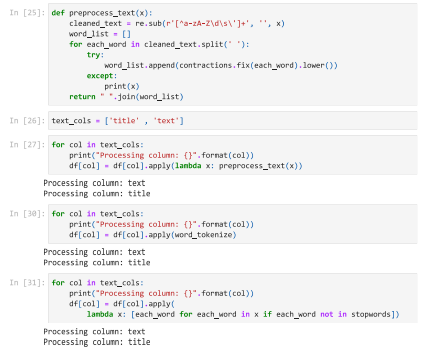 In [25]: def preprocess_text(x):
    cleaned_text = re.sub(r'[^a-zA-Z\d\s\']+', '', x)
    word_list = []
    for each_word in cleaned_text.split(' '):
        try:
            word_list.append(contractions.fix(each_word).lower())
        except:
            print(x)
    return " ".join(word_list)
In [26]: text_cols = ['title' , 'text']
In [27]: for col in text_cols:
    print("Processing column: {}".format(col))
    df[col] = df[col].apply(lambda x: preprocess_text(x))
Processing column: text
Processing column: title
In [30]: for col in text_cols:
    print("Processing column: {}".format(col))
    df[col] = df[col].apply(word_tokenize)
Processing column: text
Processing column: title
In [31]: for col in text_cols:
    print("Processing column: {}".format(col))
    df[col] = df[col].apply(
        lambda x: [each_word for each_word in x if each_word not in stopwords])
Processing column: text
Processing column: title